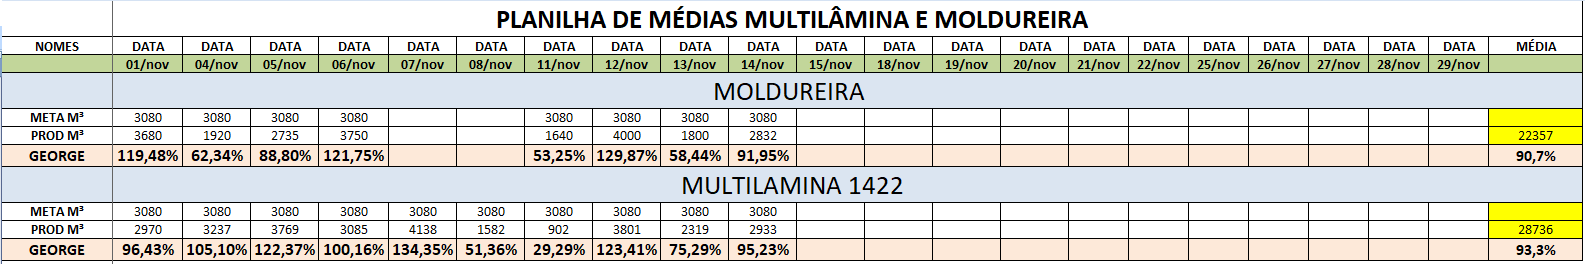 PLANILHA DE MÉDIAS MULTILÂMINA E MOLDUREIRA
NOMES DATA DATA DATA DATA DATA DATA DATA DATA DATA DATA DATA DATA DATA DATA DATA DATA DATA DATA DATA DATA MÉDIA
01/nov 04/nov 05/nov 06/nov 07/nov 08/nov 11/nov 12/nov 13/nov 14/nov 15/nov 18/nov 19/nov 20/nov 21/nov 22/nov 25/nov 26/nov 27/nov 28/nov 29/nov
MOLDUREIRA
META M³ 3080 3080 3080 3080 3080 3080 3080 3080
PROD M³ 3680 1920 2735 3750 1640 4000 1800 2832 22357
GEORGE 119,48% 62,34% 88,80% 121,75% 53,25% 129,87% 58,44% 91,95% 90,7%
MULTILAMINA 1422
META M³ 3080 3080 3080 3080 3080 3080 3080 3080 3080 3080
PROD M³ 2970 3237 3769 3085 4138 1582 902 3801 2319 2933 28736
GEORGE 96,43% 105,10% 122,37% 100,16% 134,35% 51,36% 29,29% 123,41% 75,29% 95,23% 93,3%